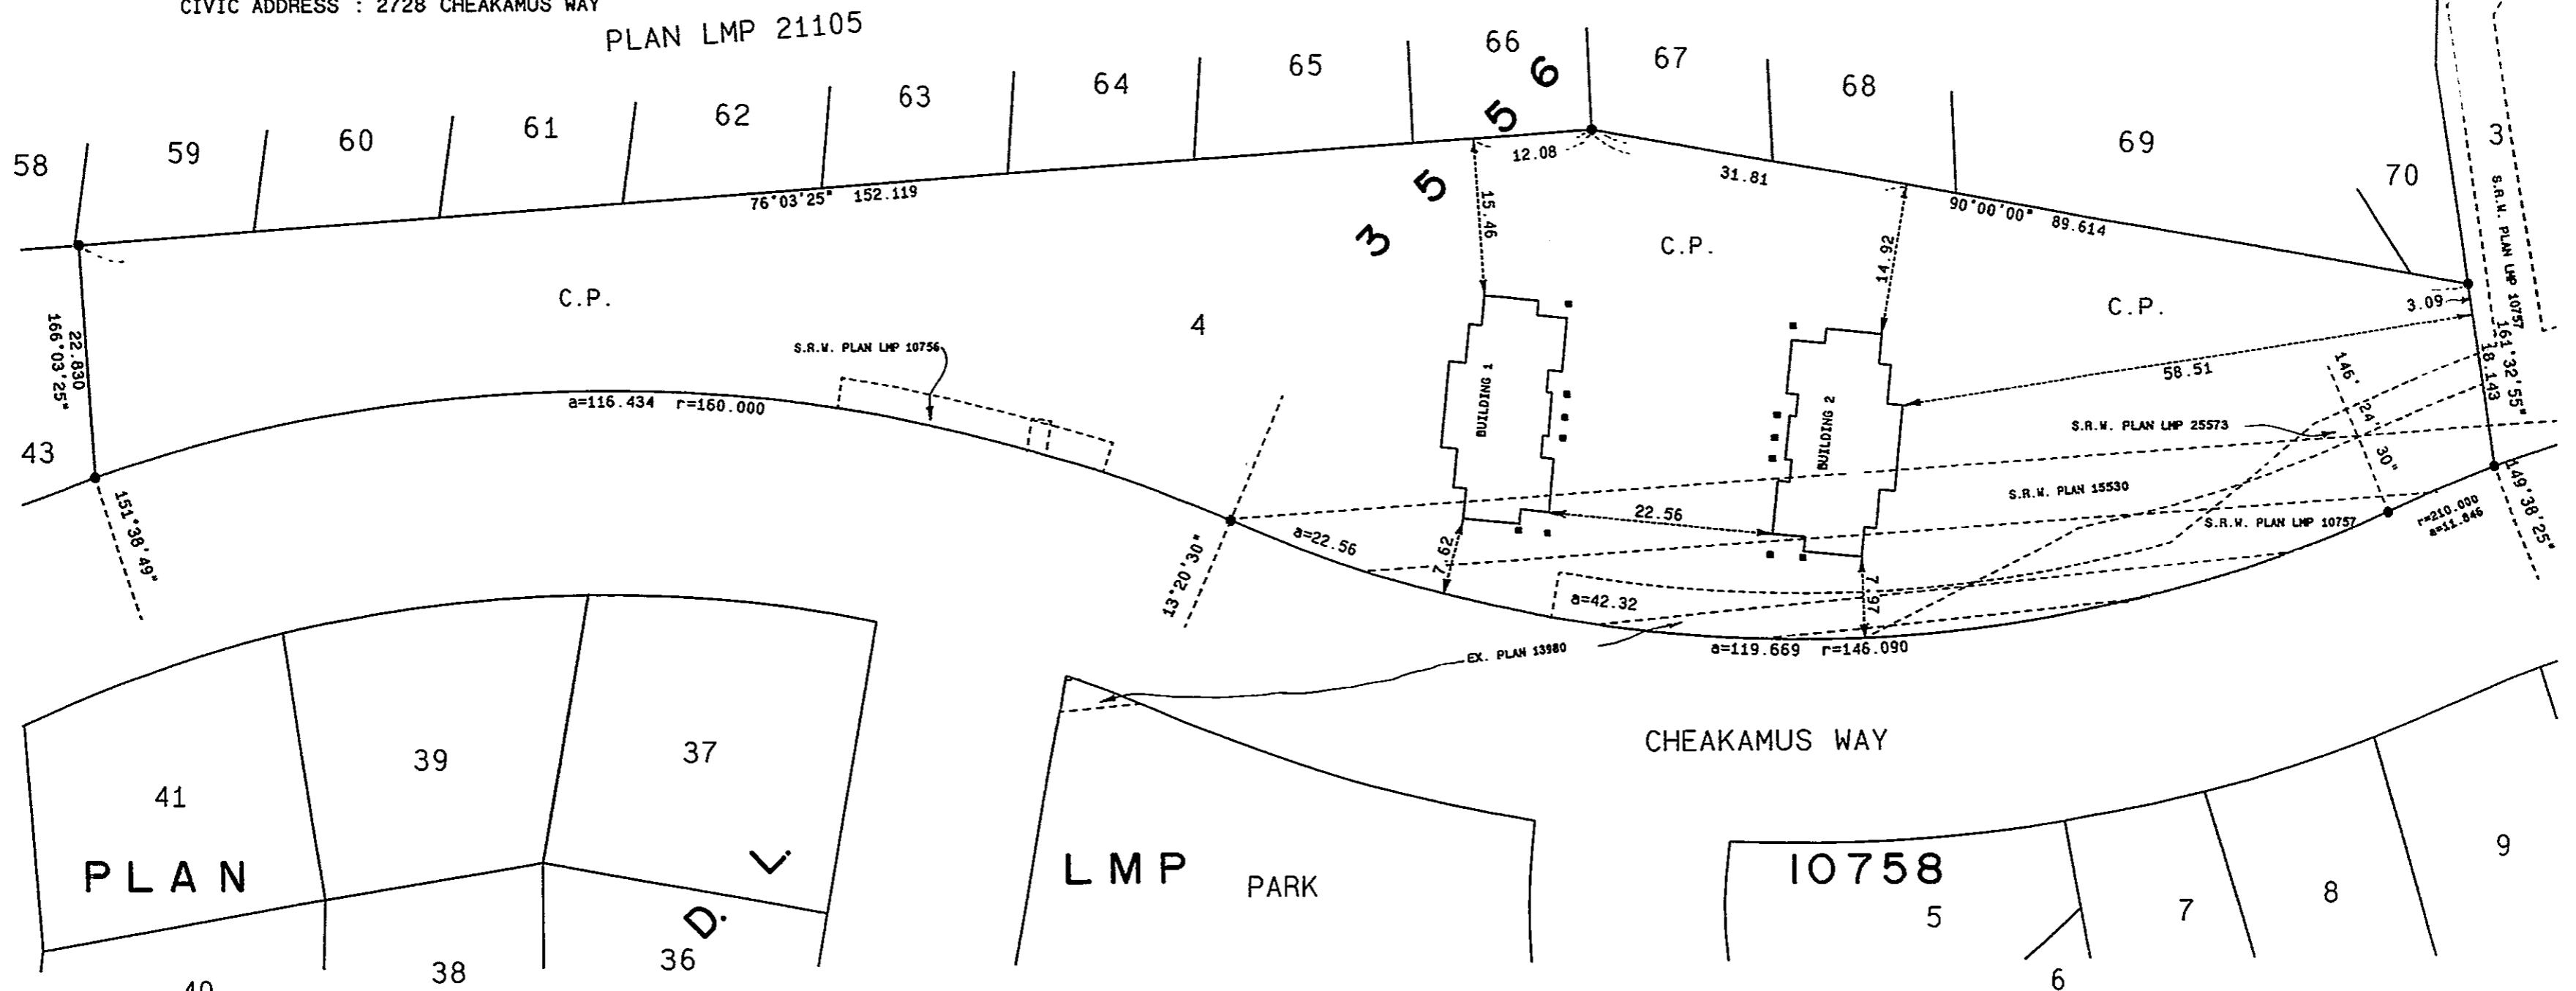 CIVIC ADDRESS : 2728 CHEAKAMUS WAY
PLAN LMP 21105
58
59
60
61
62
63
64
65
66
67
68
69
70
3
D. L. 3 5 5 6
76°03'25" 152.119
12.08
31.81
90°00'00" 89.614
15.46
14.92
C.P.
C.P.
C.P.
3.09
58.51
S.R.W. PLAN LMP 10757
161°32'55"
18.143
22.830
166°03'25"
4
S.R.W. PLAN LMP 10756
a=116.434 r=160.000
BUILDING 1
BUILDING 2
146° 24' 30"
S.R.W. PLAN LMP 25573
S.R.W. PLAN 15530
S.R.W. PLAN LMP 10757
r=210.000
a=11.846
149°38'25"
43
151°38'49"
13°20'30"
a=22.56
7.62
22.56
7.97
a=42.32
a=119.669 r=146.090
EX. PLAN 13980
CHEAKAMUS WAY
41
39
37
PLAN LMP 10758
PARK
5
7
8
9
40
38
36
6